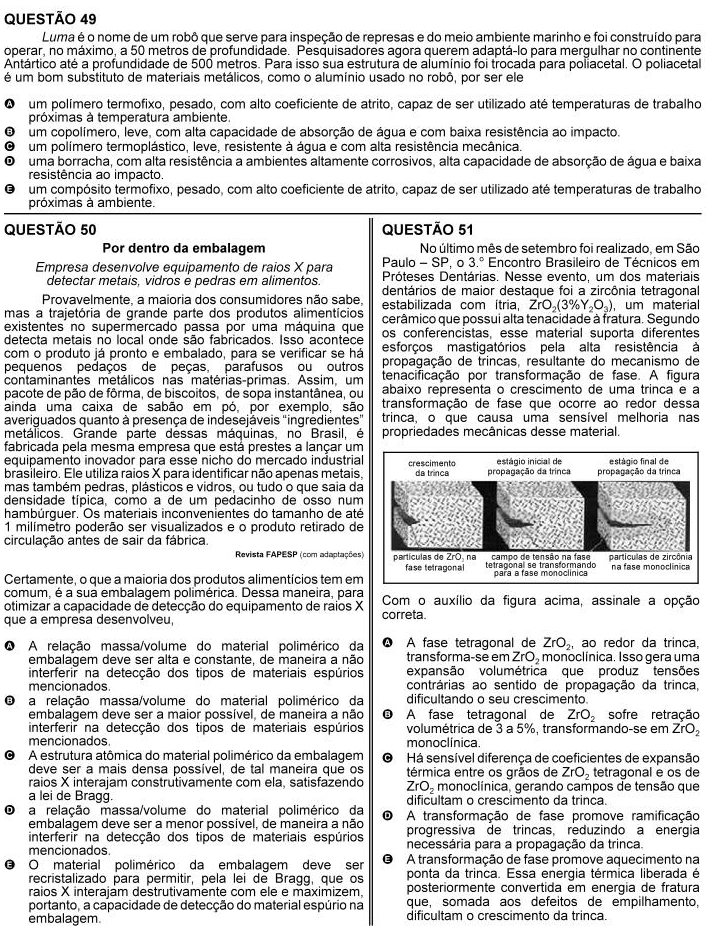 QUESTÃO 49
Luma é o nome de um robô que serve para inspeção de represas e do meio ambiente marinho e foi construído para
operar, no máximo, a 50 metros de profundidade. Pesquisadores agora querem adaptá-lo para mergulhar no continente
Antártico até a profundidade de 500 metros. Para isso sua estrutura de alumínio foi trocada para poliacetal. O poliacetal
é um bom substituto de materiais metálicos, como o alumínio usado no robô, por ser ele
A um polímero termofixo, pesado, com alto coeficiente de atrito, capaz de ser utilizado até temperaturas de trabalho
próximas à temperatura ambiente.
B um copolímero, leve, com alta capacidade de absorção de água e com baixa resistência ao impacto.
C um polímero termoplástico, leve, resistente à água e com alta resistência mecânica.
D uma borracha, com alta resistência a ambientes altamente corrosivos, alta capacidade de absorção de água e baixa
resistência ao impacto.
E um compósito termofixo, pesado, com alto coeficiente de atrito, capaz de ser utilizado até temperaturas de trabalho
próximas à ambiente.
QUESTÃO 50
Por dentro da embalagem
Empresa desenvolve equipamento de raios X para
detectar metais, vidros e pedras em alimentos.
Provavelmente, a maioria dos consumidores não sabe,
mas a trajetória de grande parte dos produtos alimentícios
existentes no supermercado passa por uma máquina que
detecta metais no local onde são fabricados. Isso acontece
com o produto já pronto e embalado, para se verificar se há
pequenos pedaços de peças, parafusos ou outros
contaminantes metálicos nas matérias-primas. Assim, um
pacote de pão de fôrma, de biscoitos, de sopa instantânea, ou
ainda uma caixa de sabão em pó, por exemplo, são
averiguados quanto à presença de indesejáveis “ingredientes”
metálicos. Grande parte dessas máquinas, no Brasil, é
fabricada pela mesma empresa que está prestes a lançar um
equipamento inovador para esse nicho do mercado industrial
brasileiro. Ele utiliza raios X para identificar não apenas metais,
mas também pedras, plásticos e vidros, ou tudo o que saia da
densidade típica, como a de um pedacinho de osso num
hambúrguer. Os materiais inconvenientes do tamanho de até
1 milímetro poderão ser visualizados e o produto retirado de
circulação antes de sair da fábrica.
Revista FAPESP (com adaptações)
Certamente, o que a maioria dos produtos alimentícios tem em
comum, é a sua embalagem polimérica. Dessa maneira, para
otimizar a capacidade de detecção do equipamento de raios X
que a empresa desenvolveu,
A A relação massa/volume do material polimérico da
embalagem deve ser alta e constante, de maneira a não
interferir na detecção dos tipos de materiais espúrios
mencionados.
B a relação massa/volume do material polimérico da
embalagem deve ser a maior possível, de maneira a não
interferir na detecção dos tipos de materiais espúrios
mencionados.
C A estrutura atômica do material polimérico da embalagem
deve ser a mais densa possível, de tal maneira que os
raios X interajam construtivamente com ela, satisfazendo
a lei de Bragg.
D a relação massa/volume do material polimérico da
embalagem deve ser a menor possível, de maneira a não
interferir na detecção dos tipos de materiais espúrios
mencionados.
E O material polimérico da embalagem deve ser
recristalizado para permitir, pela lei de Bragg, que os
raios X interajam destrutivamente com ele e maximizem,
portanto, a capacidade de detecção do material espúrio na
embalagem.
QUESTÃO 51
No último mês de setembro foi realizado, em São
Paulo – SP, o 3.º Encontro Brasileiro de Técnicos em
Próteses Dentárias. Nesse evento, um dos materiais
dentários de maior destaque foi a zircônia tetragonal
estabilizada com ítria, ZrO₂(3%Y₂O₃), um material
cerâmico que possui alta tenacidade à fratura. Segundo
os conferencistas, esse material suporta diferentes
esforços mastigatórios pela alta resistência à
propagação de trincas, resultante do mecanismo de
tenacificação por transformação de fase. A figura
abaixo representa o crescimento de uma trinca e a
transformação de fase que ocorre ao redor dessa
trinca, o que causa uma sensível melhoria nas
propriedades mecânicas desse material.
crescimento
da trinca
estágio inicial de
propagação da trinca
estágio final de
propagação da trinca
partículas de ZrO₂ na
fase tetragonal
campo de tensão na fase
tetragonal se transformando
para a fase monoclínica
partículas de zircônia
na fase monoclínica
Com o auxílio da figura acima, assinale a opção
correta.
A A fase tetragonal de ZrO₂, ao redor da trinca,
transforma-se em ZrO₂ monoclínica. Isso gera uma
expansão volumétrica que produz tensões
contrárias ao sentido de propagação da trinca,
dificultando o seu crescimento.
B A fase tetragonal de ZrO₂ sofre retração
volumétrica de 3 a 5%, transformando-se em ZrO₂
monoclínica.
C Há sensível diferença de coeficientes de expansão
térmica entre os grãos de ZrO₂ tetragonal e os de
ZrO₂ monoclínica, gerando campos de tensão que
dificultam o crescimento da trinca.
D A transformação de fase promove ramificação
progressiva de trincas, reduzindo a energia
necessária para a propagação da trinca.
E A transformação de fase promove aquecimento na
ponta da trinca. Essa energia térmica liberada é
posteriormente convertida em energia de fratura
que, somada aos defeitos de empilhamento,
dificultam o crescimento da trinca.